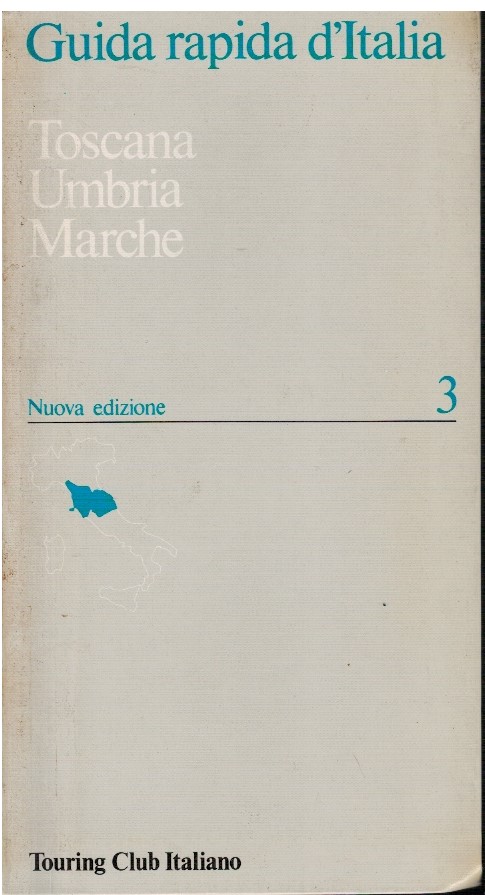 Guida rapida d'Italia
Toscana
Umbria
Marche
Nuova edizione
3
Touring Club Italiano